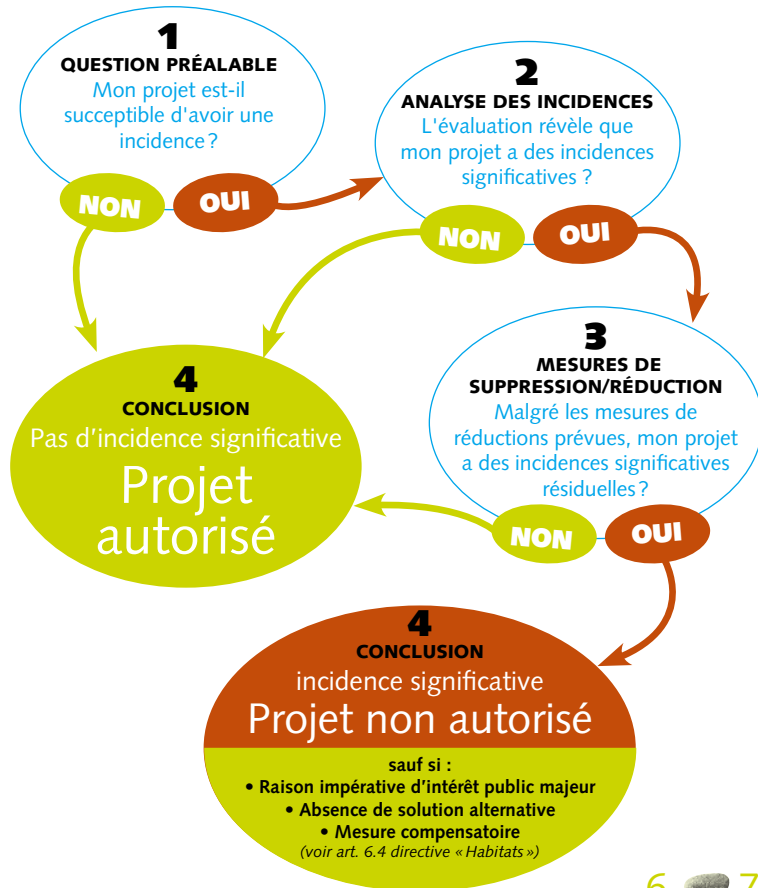 1
QUESTION PRÉALABLE
Mon projet est-il
succeptible d'avoir une
incidence ?
NON
OUI
2
ANALYSE DES INCIDENCES
L'évaluation révèle que
mon projet a des incidences
significatives ?
NON
OUI
3
MESURES DE
SUPPRESSION/RÉDUCTION
Malgré les mesures de
réductions prévues, mon projet
a des incidences significatives
résiduelles ?
NON
OUI
4
CONCLUSION
Pas d'incidence significative
Projet
autorisé
4
CONCLUSION
incidence significative
Projet non autorisé
sauf si :
• Raison impérative d'intérêt public majeur
• Absence de solution alternative
• Mesure compensatoire
(voir art. 6.4 directive « Habitats »)
6 7